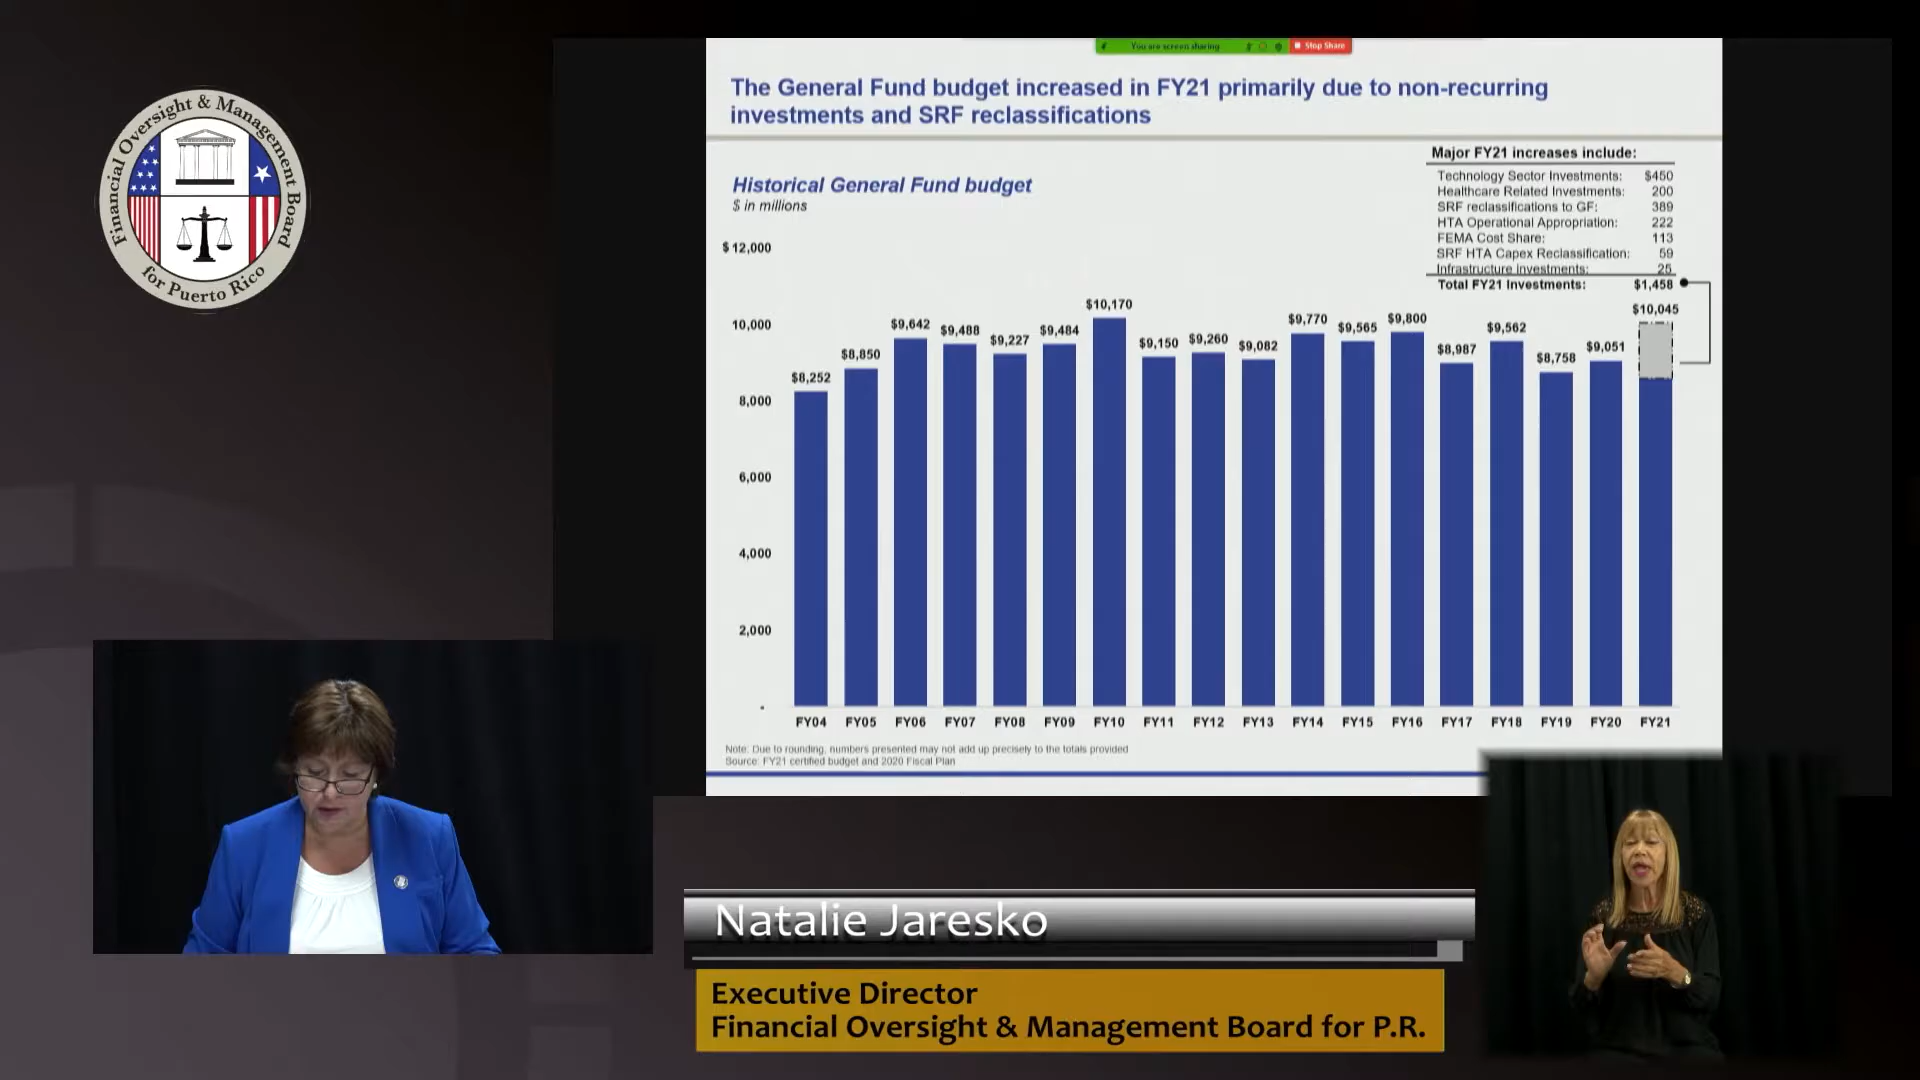 Financial Oversight & Management Board
for Puerto Rico
You are screen sharing
Stop Share
The General Fund budget increased in FY21 primarily due to non-recurring
investments and SRF reclassifications
Major FY21 increases include:
Technology Sector Investments: $450
Healthcare Related Investments: 200
SRF reclassifications to GF: 389
HTA Operational Appropriation: 222
FEMA Cost Share: 113
SRF HTA Capex Reclassification: 59
Infrastructure Investments: 25
Total FY21 Investments: $1,458
Historical General Fund budget
$ in millions
$ 12,000
10,000
8,000
6,000
4,000
2,000
-
$8,252
$8,850
$9,642
$9,488
$9,227
$9,484
$10,170
$9,150
$9,260
$9,082
$9,770
$9,565
$9,800
$8,987
$9,562
$8,758
$9,051
$10,045
FY04 FY05 FY06 FY07 FY08 FY09 FY10 FY11 FY12 FY13 FY14 FY15 FY16 FY17 FY18 FY19 FY20 FY21
Note: Due to rounding, numbers presented may not add up precisely to the totals provided
Source: FY21 certified budget and 2020 Fiscal Plan
Natalie Jaresko
Executive Director
Financial Oversight & Management Board for P.R.